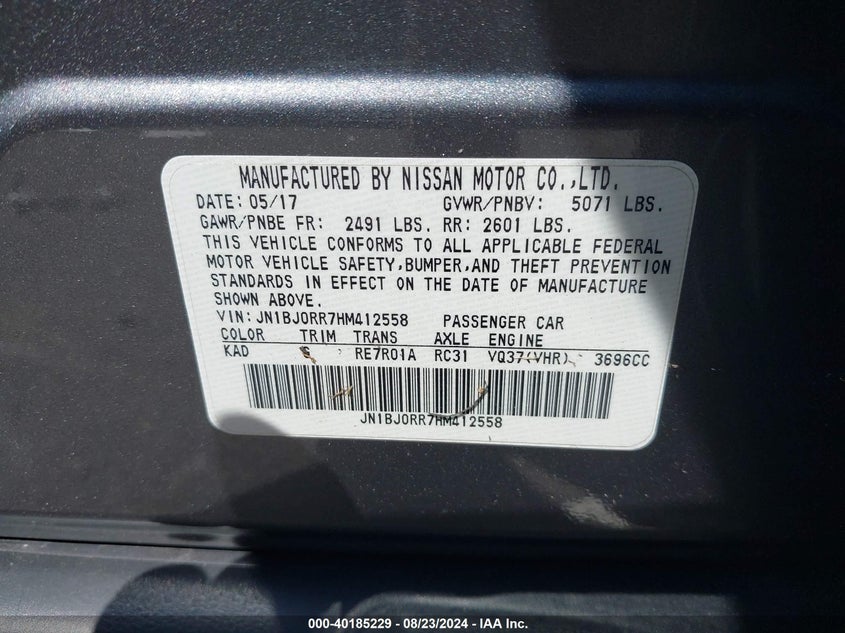 MANUFACTURED BY NISSAN MOTOR CO.,LTD.
DATE: 05/17 GVWR/PNBV: 5071 LBS.
GAWR/PNBE FR: 2491 LBS. RR: 2601 LBS.
THIS VEHICLE CONFORMS TO ALL APPLICABLE FEDERAL
MOTOR VEHICLE SAFETY,BUMPER,AND THEFT PREVENTION
STANDARDS IN EFFECT ON THE DATE OF MANUFACTURE
SHOWN ABOVE.
VIN: JN1BJ0RR7HM412558 PASSENGER CAR
COLOR TRIM TRANS AXLE ENGINE
KAD RE7R01A RC31 VQ37(VHR) 3696CC
JN1BJ0RR7HM412558
000-40185229 - 08/23/2024 - IAA Inc.